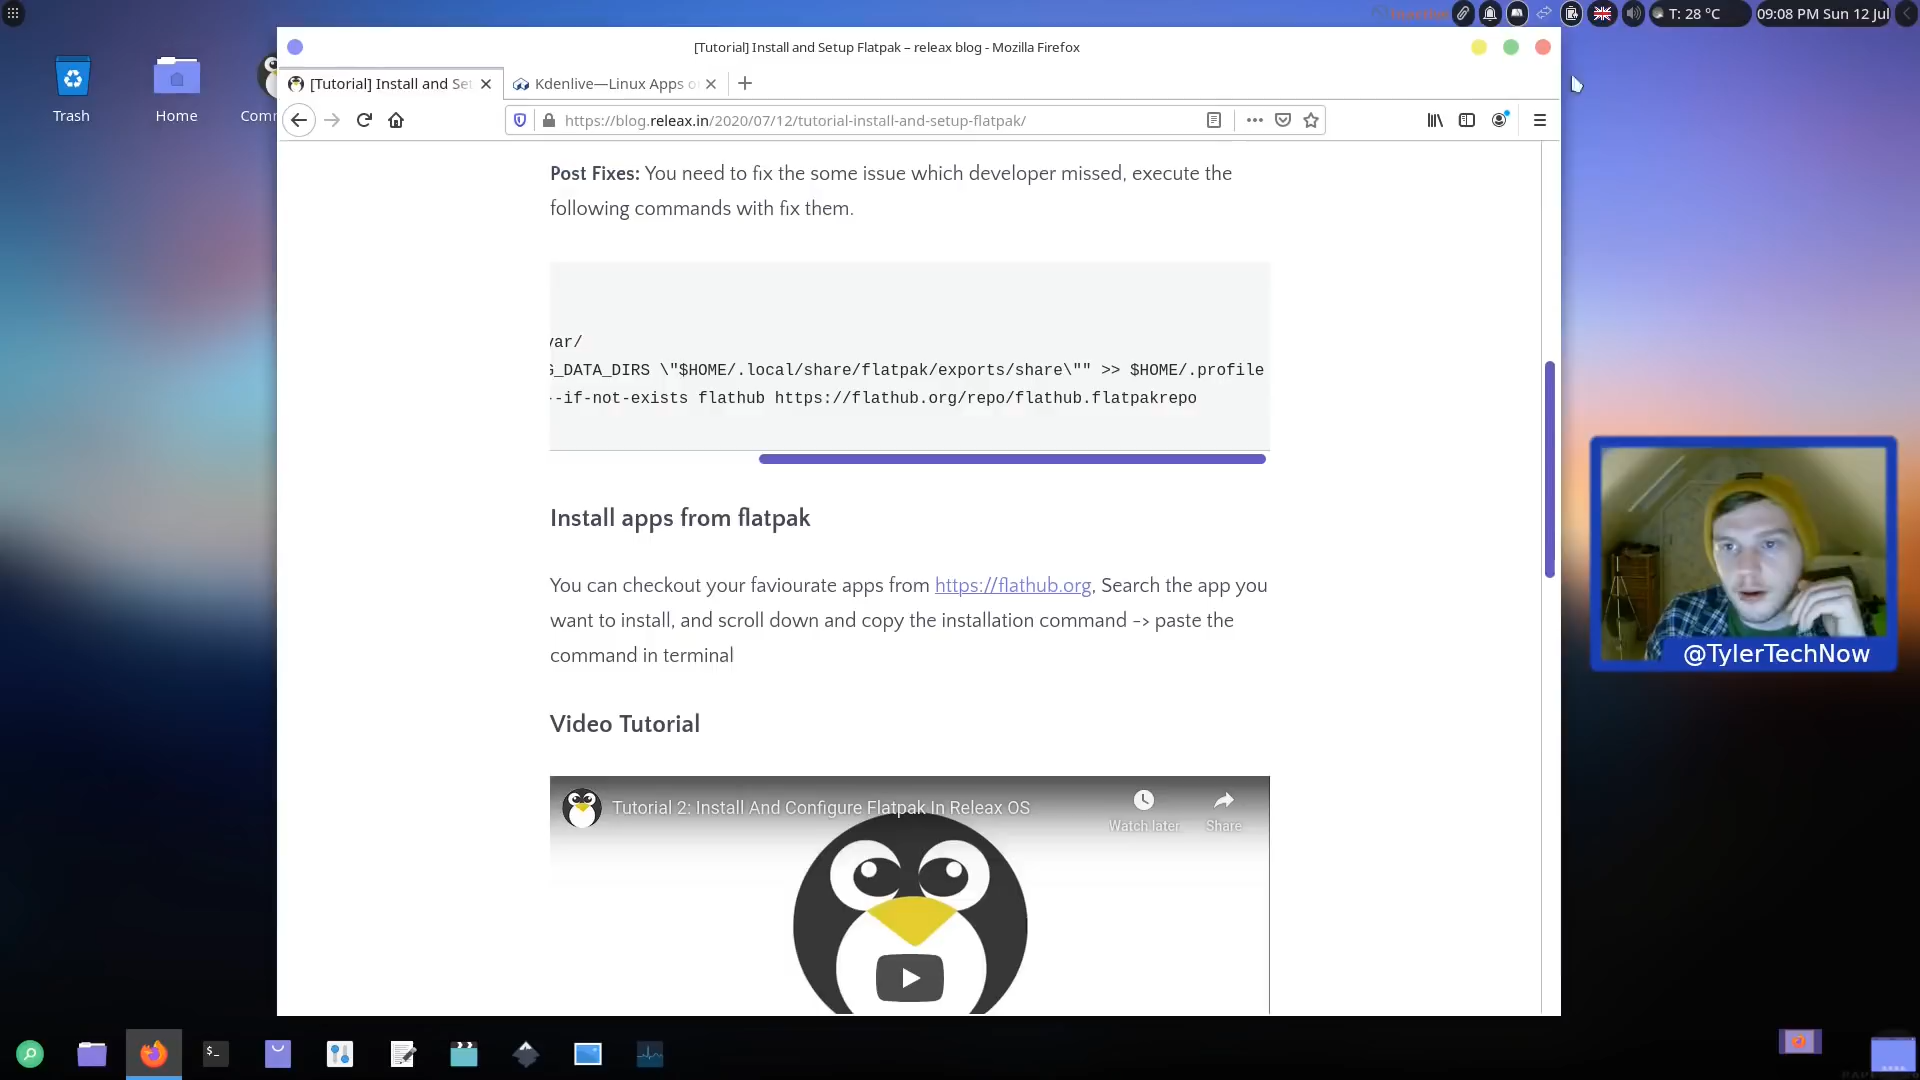 T: 28 °C
09:08 PM Sun 12 Jul
[Tutorial] Install and Setup Flatpak – releax blog - Mozilla Firefox
[Tutorial] Install and Set
Kdenlive—Linux Apps o
Trash
Home
Com
https://blog.releax.in/2020/07/12/tutorial-install-and-setup-flatpak/
Post Fixes: You need to fix the some issue which developer missed, execute the
following commands with fix them.
var/
G_DATA_DIRS \"$HOME/.local/share/flatpak/exports/share\"" >> $HOME/.profile
--if-not-exists flathub https://flathub.org/repo/flathub.flatpakrepo
Install apps from flatpak
You can checkout your faviourate apps from https://flathub.org, Search the app you
want to install, and scroll down and copy the installation command -> paste the
command in terminal
@TylerTechNow
Video Tutorial
Tutorial 2: Install And Configure Flatpak In Releax OS
Watch later
Share
$_